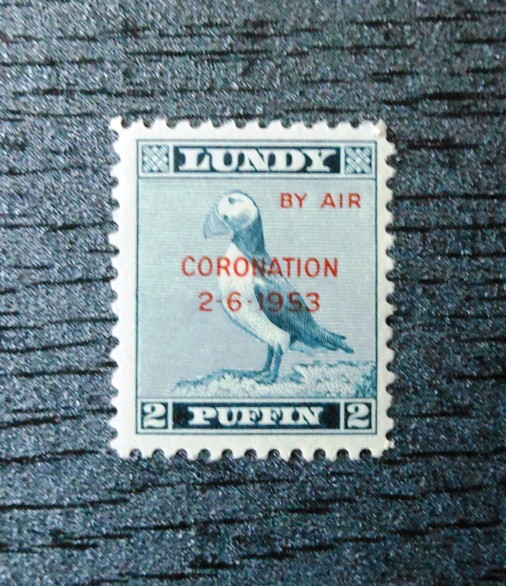 LUNDY
BY AIR
CORONATION
2-6-1953
2 PUFFIN 2